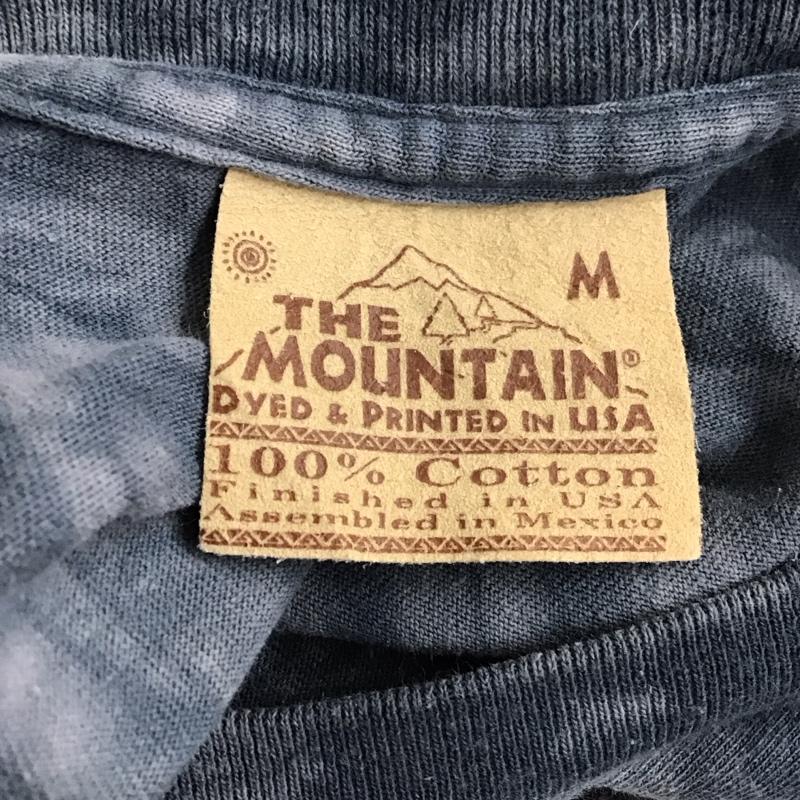 M
THE
MOUNTAIN®
DYED & PRINTED IN USA
100% Cotton
Finished in USA
Assembled in Mexico